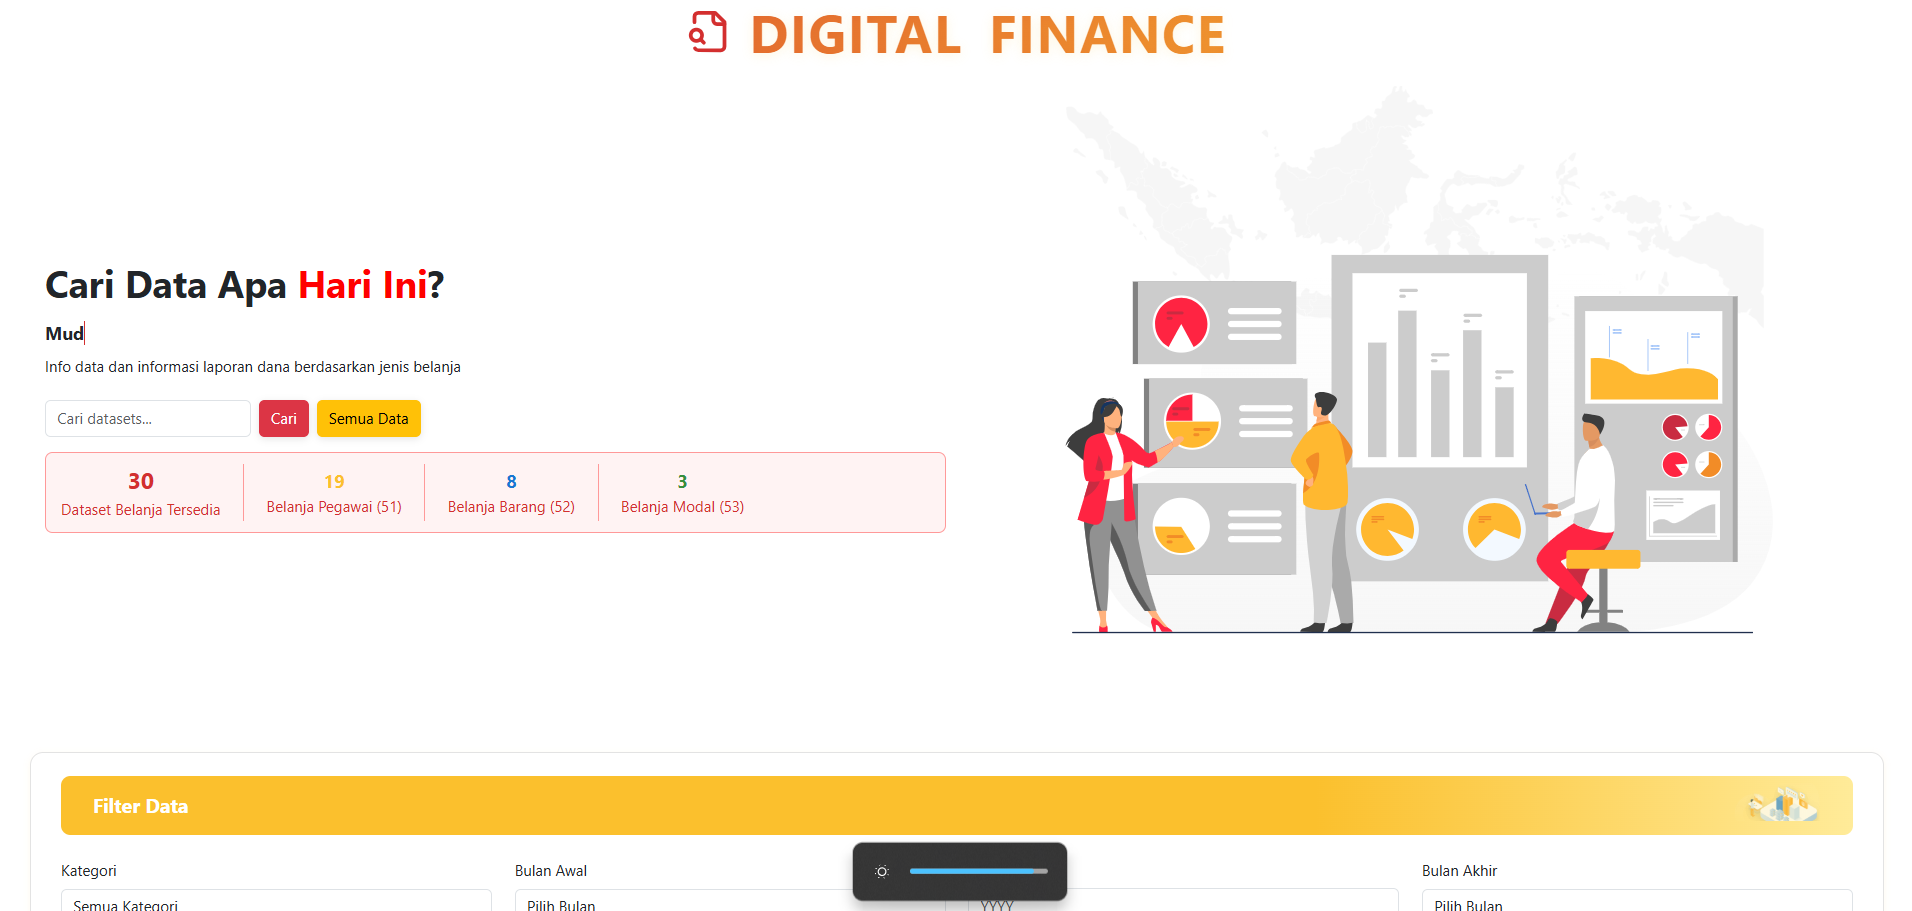 DIGITAL FINANCE
Cari Data Apa Hari Ini?
Mud
Info data dan informasi laporan dana berdasarkan jenis belanja
Cari datasets...
Cari
Semua Data
30
Dataset Belanja Tersedia
19
Belanja Pegawai (51)
8
Belanja Barang (52)
3
Belanja Modal (53)
Filter Data
Kategori
Semua Kategori
Bulan Awal
Pilih Bulan
YYYY
Bulan Akhir
Pilih Bulan